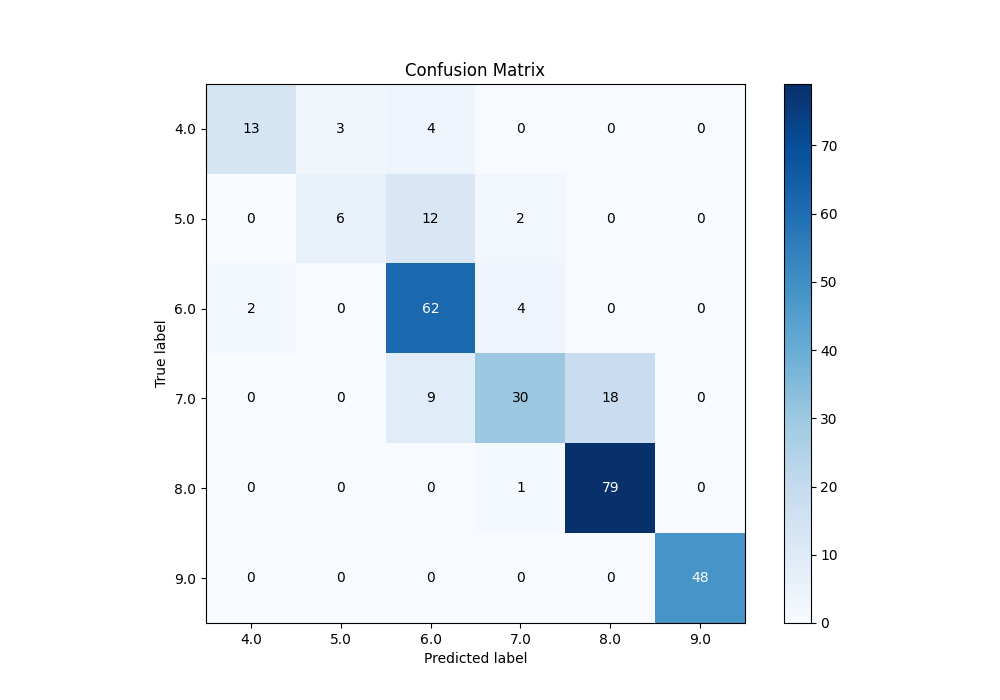 Confusion Matrix
True label
4.0 13 3 4 0 0 0
5.0 0 6 12 2 0 0
6.0 2 0 62 4 0 0
7.0 0 0 9 30 18 0
8.0 0 0 0 1 79 0
9.0 0 0 0 0 0 48
4.0 5.0 6.0 7.0 8.0 9.0
Predicted label
70
60
50
40
30
20
10
0